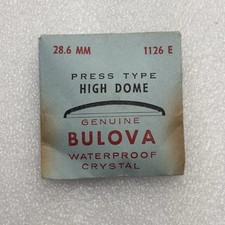 28.6 MM 1126 E
PRESS TYPE
HIGH DOME
GENUINE
BULOVA
WATERPROOF
CRYSTAL